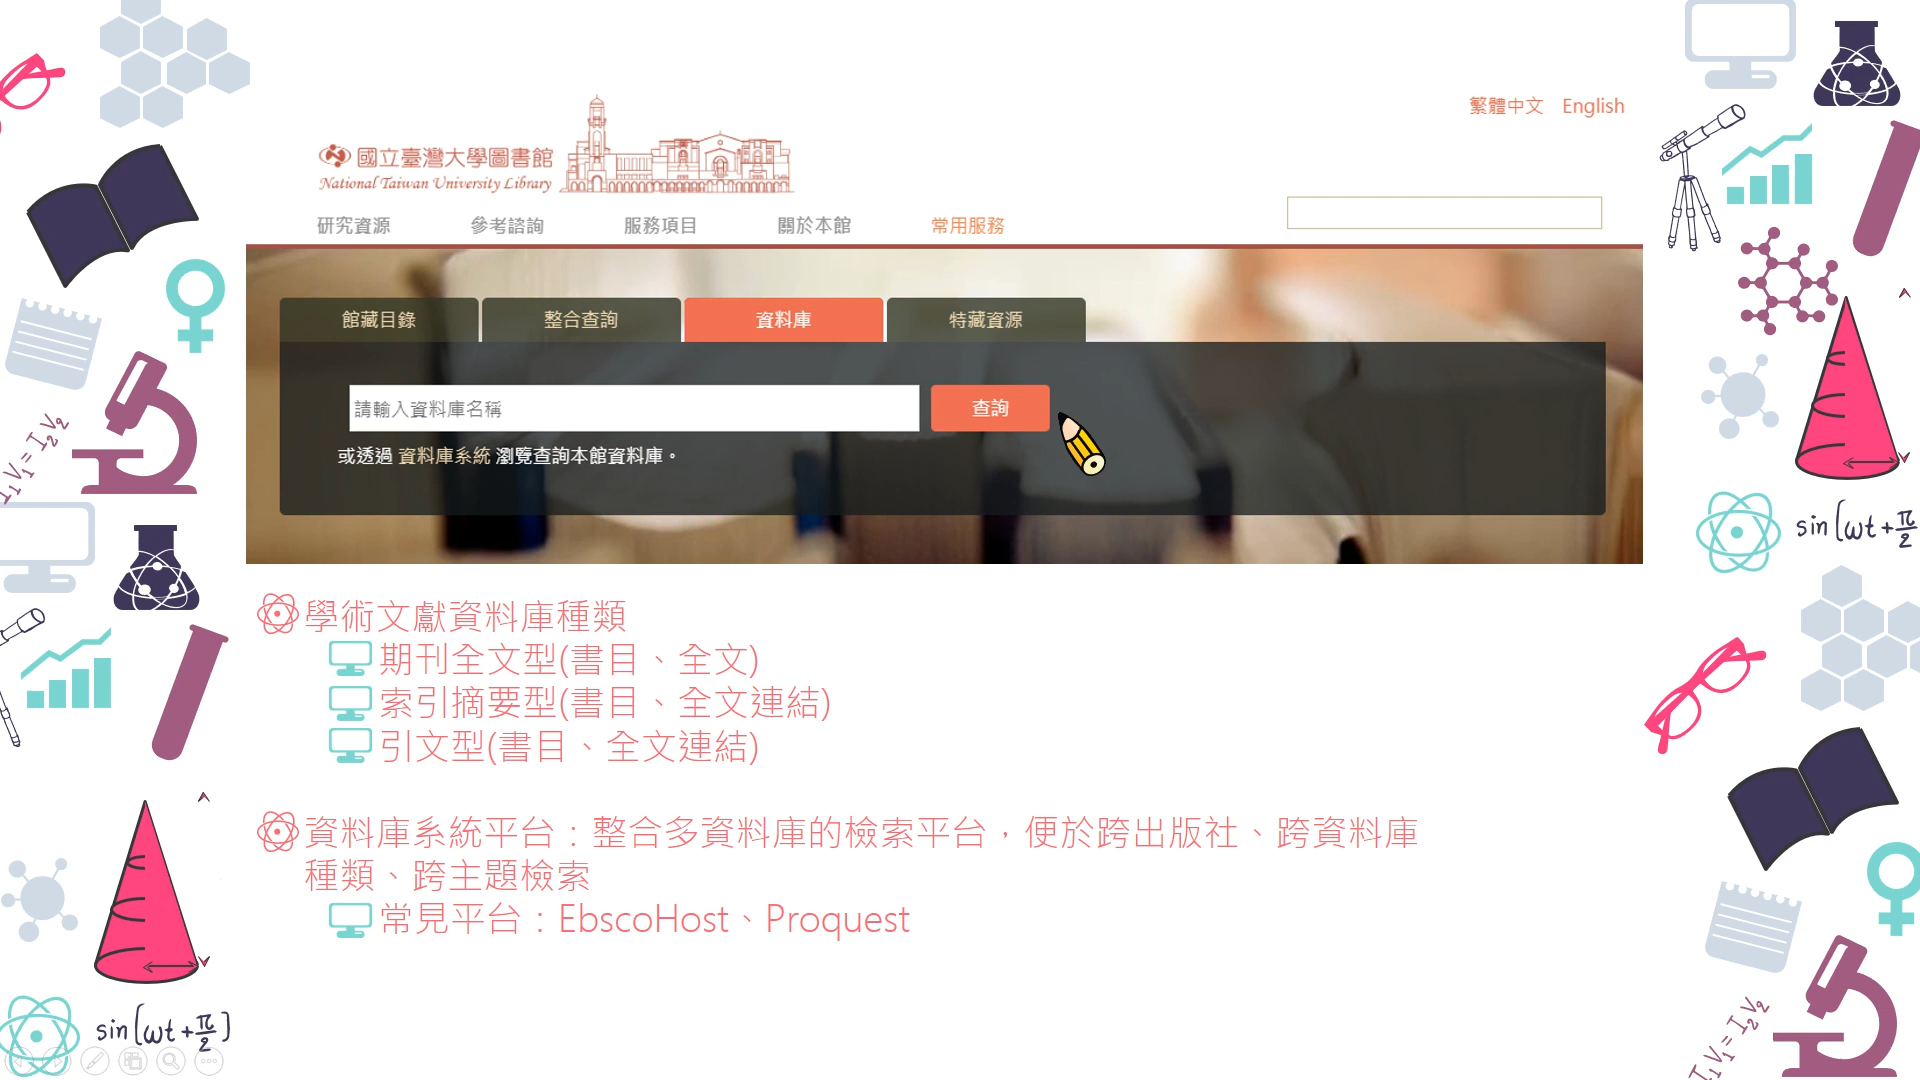 繁體中文 English
國立臺灣大學圖書館
National Taiwan University Library
研究資源 參考諮詢 服務項目 關於本館 常用服務
館藏目錄 整合查詢 資料庫 特藏資源
請輸入資料庫名稱 查詢
或透過 資料庫系統 瀏覽查詢本館資料庫。
學術文獻資料庫種類
期刊全文型(書目、全文)
索引摘要型(書目、全文連結)
引文型(書目、全文連結)
資料庫系統平台：整合多資料庫的檢索平台，便於跨出版社、跨資料庫
種類、跨主題檢索
常見平台：EbscoHost、Proquest
I₁V₁=I₂V₂
sin(ωt+π/2)
sin(ωt+π/2
I₁V₁=I₂V₂